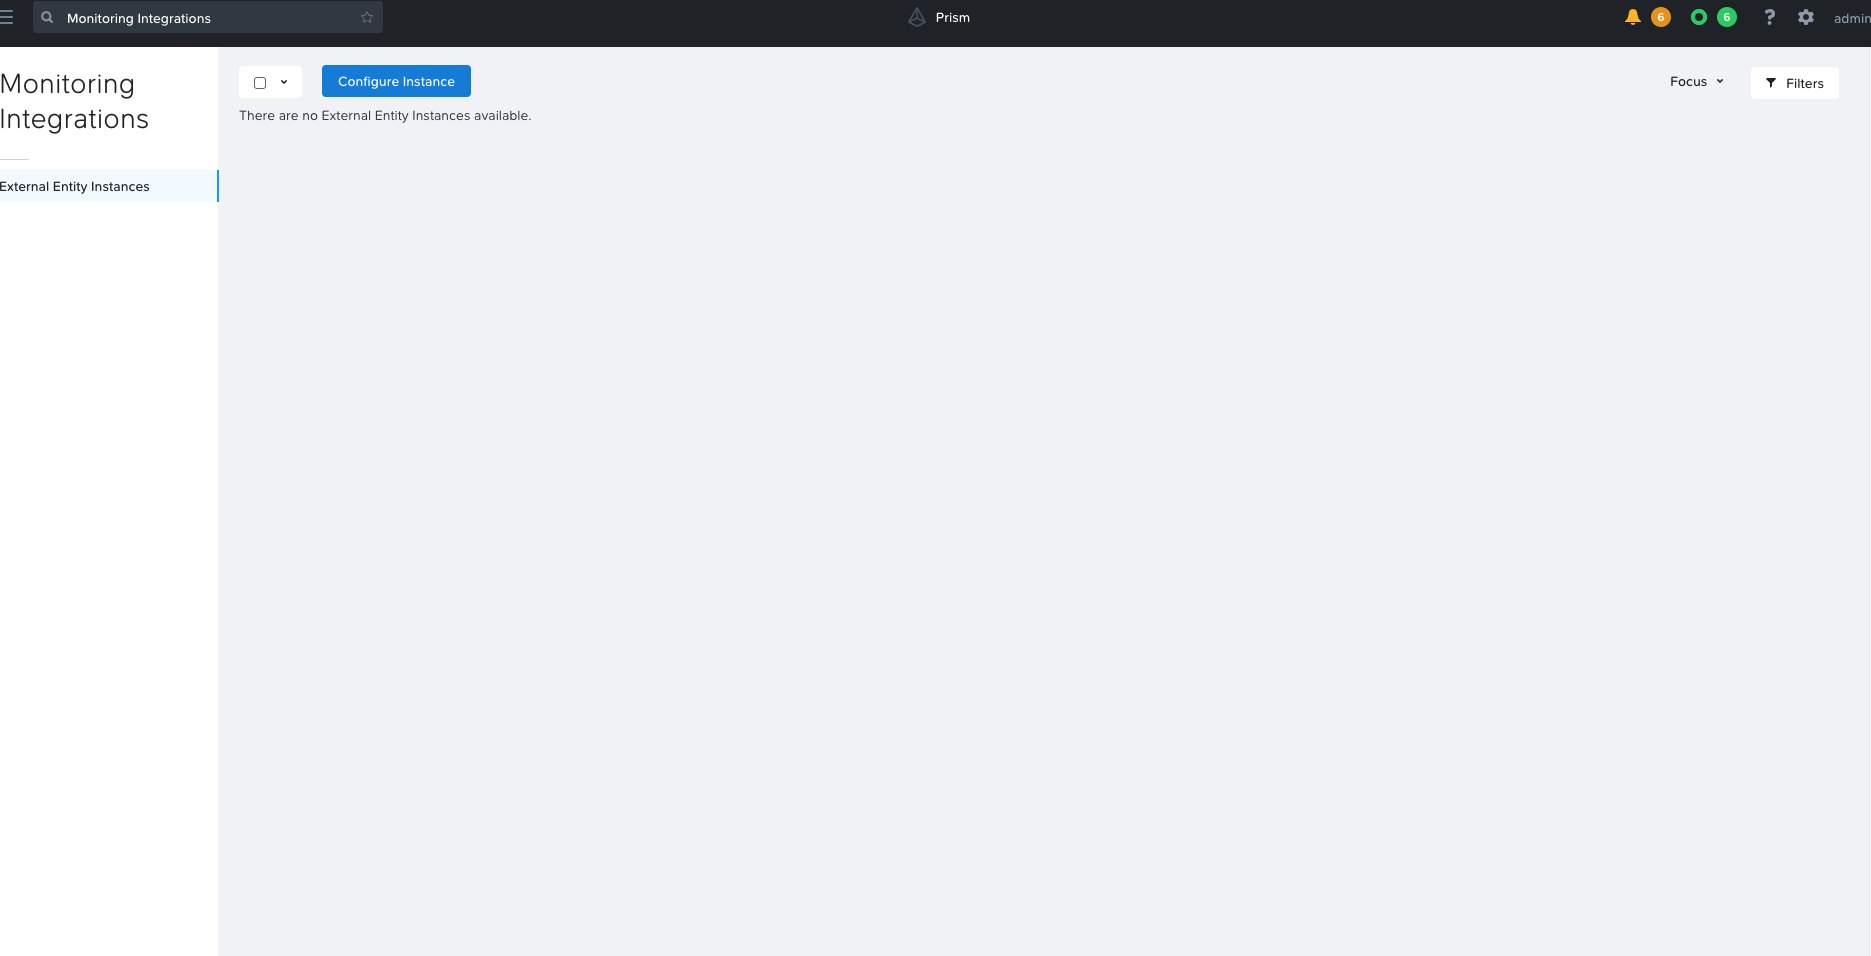 Monitoring Integrations
Prism
6
6
?
admin
Monitoring
Integrations
External Entity Instances
Configure Instance
Focus
Filters
There are no External Entity Instances available.